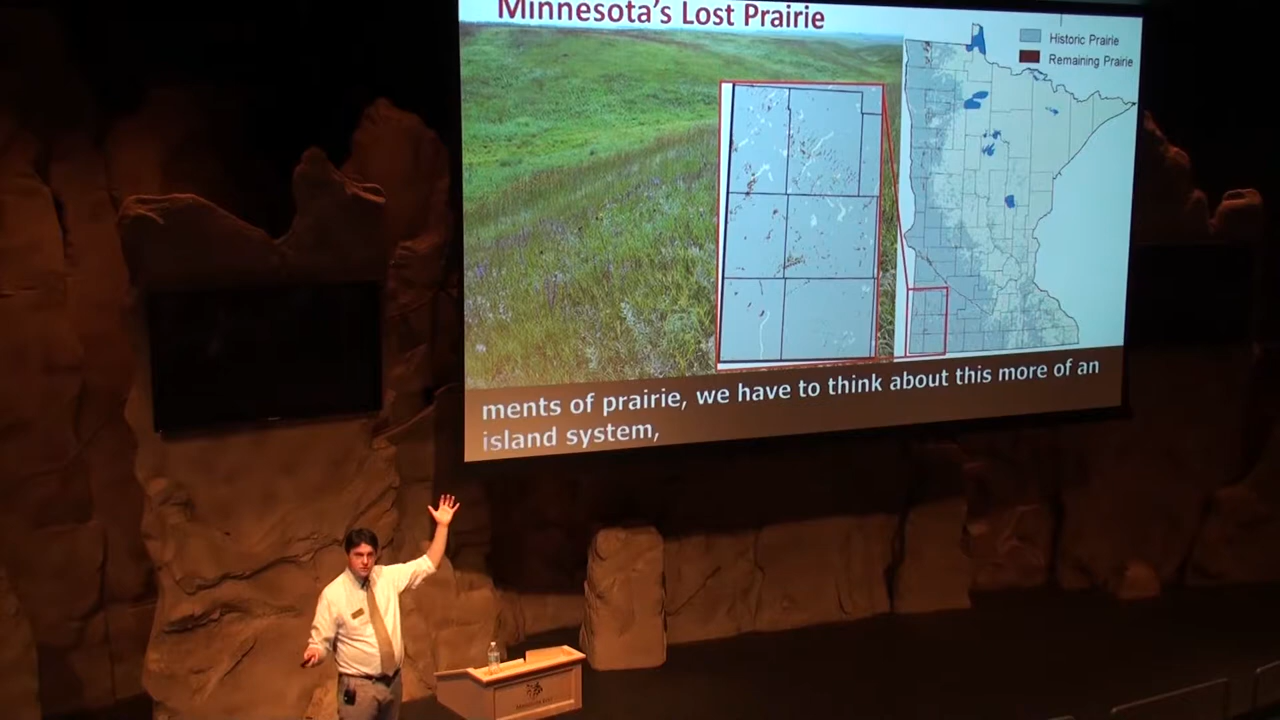 Minnesota's Lost Prairie
Historic Prairie
Remaining Prairie
ments of prairie, we have to think about this more of an
island system,